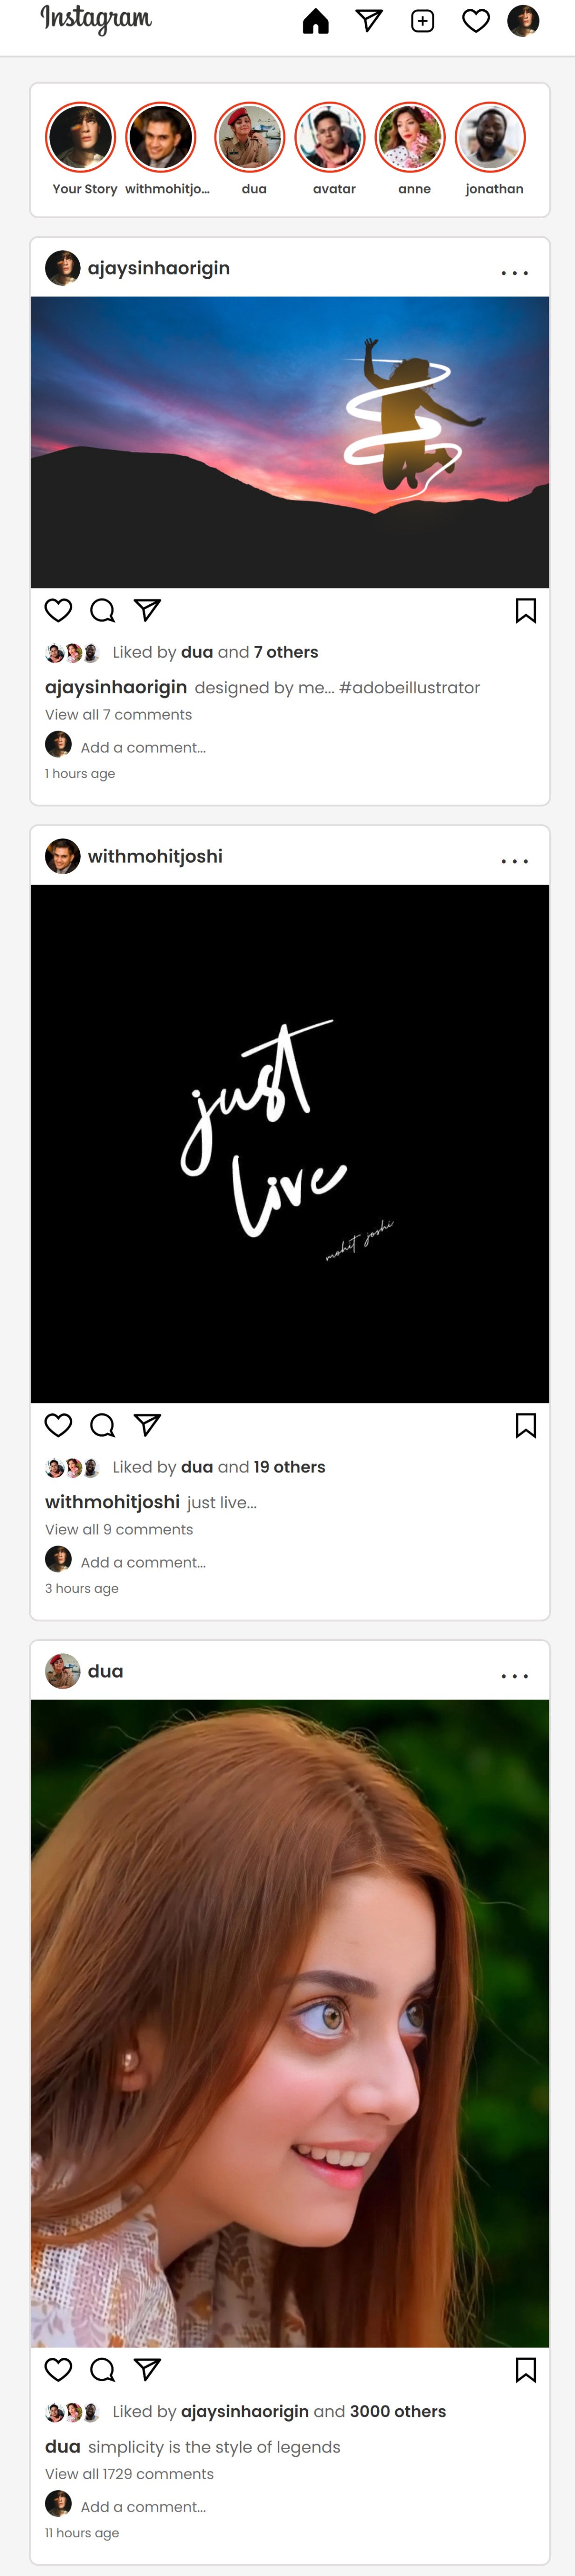 Instagram
Your Story withmohitjo... dua avatar anne jonathan
ajaysinhaorigin
Liked by dua and 7 others
ajaysinhaorigin designed by me... #adobeillustrator
View all 7 comments
Add a comment...
1 hours ago
withmohitjoshi
just
live
mohit joshi
Liked by dua and 19 others
withmohitjoshi just live...
View all 9 comments
Add a comment...
3 hours ago
dua
Liked by ajaysinhaorigin and 3000 others
dua simplicity is the style of legends
View all 1729 comments
Add a comment...
11 hours ago